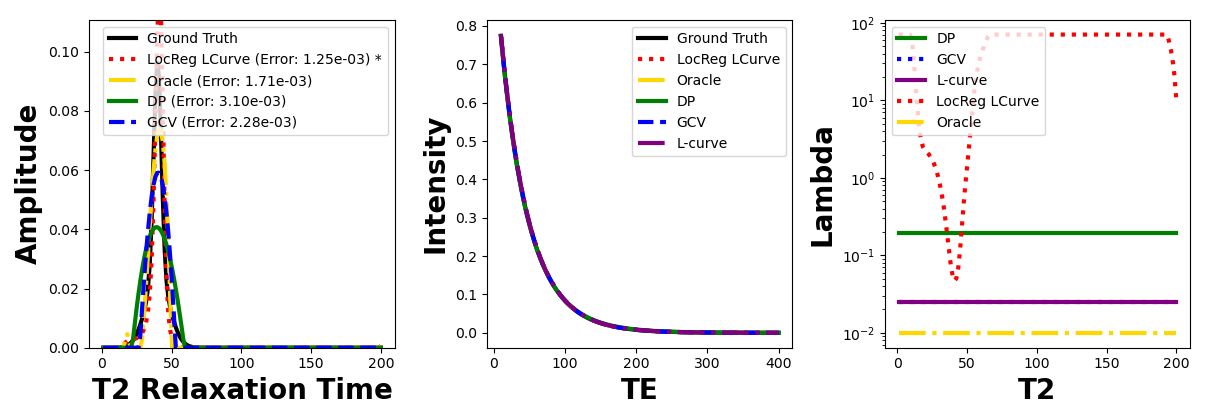 Amplitude
0.10
0.08
0.06
0.04
0.02
0.00
Ground Truth
LocReg LCurve (Error: 1.25e-03) *
Oracle (Error: 1.71e-03)
DP (Error: 3.10e-03)
GCV (Error: 2.28e-03)
0 50 100 150 200
T2 Relaxation Time
Intensity
0.8
0.7
0.6
0.5
0.4
0.3
0.2
0.1
0.0
Ground Truth
LocReg LCurve
Oracle
DP
GCV
L-curve
0 100 200 300 400
TE
Lambda
10²
10¹
10⁰
10⁻¹
10⁻²
DP
GCV
L-curve
LocReg LCurve
Oracle
0 50 100 150 200
T2